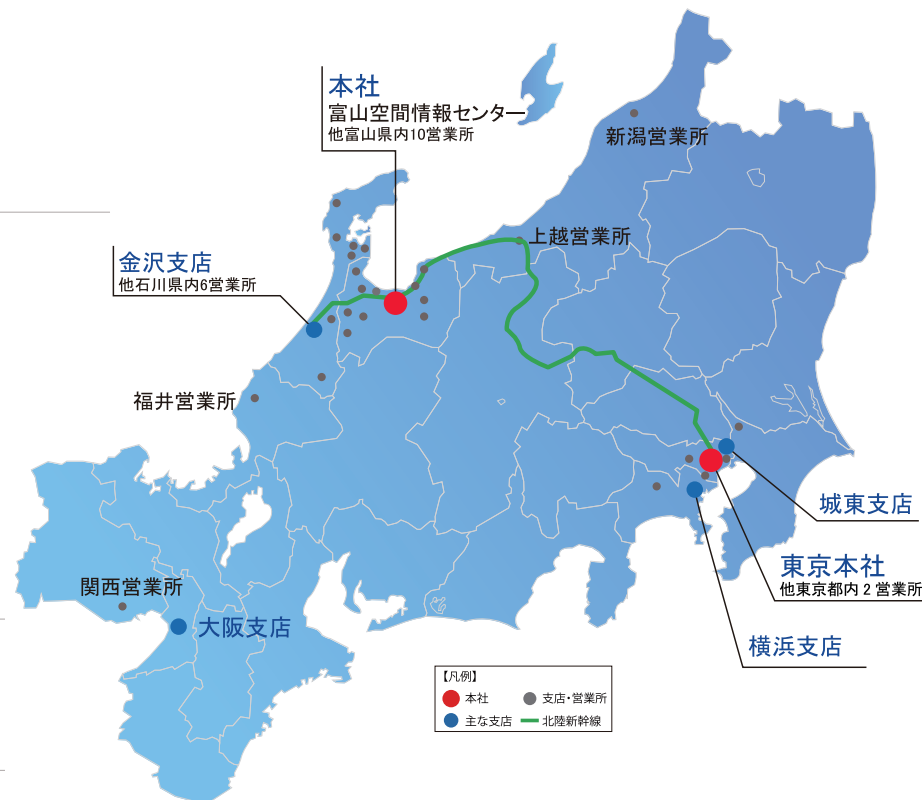 本社
富山空間情報センター
他富山県内10営業所
新潟営業所
上越営業所
金沢支店
他石川県内6営業所
福井営業所
城東支店
東京本社
他東京都内2営業所
関西営業所
大阪支店
横浜支店
【凡例】
本社
支店・営業所
主な支店
北陸新幹線